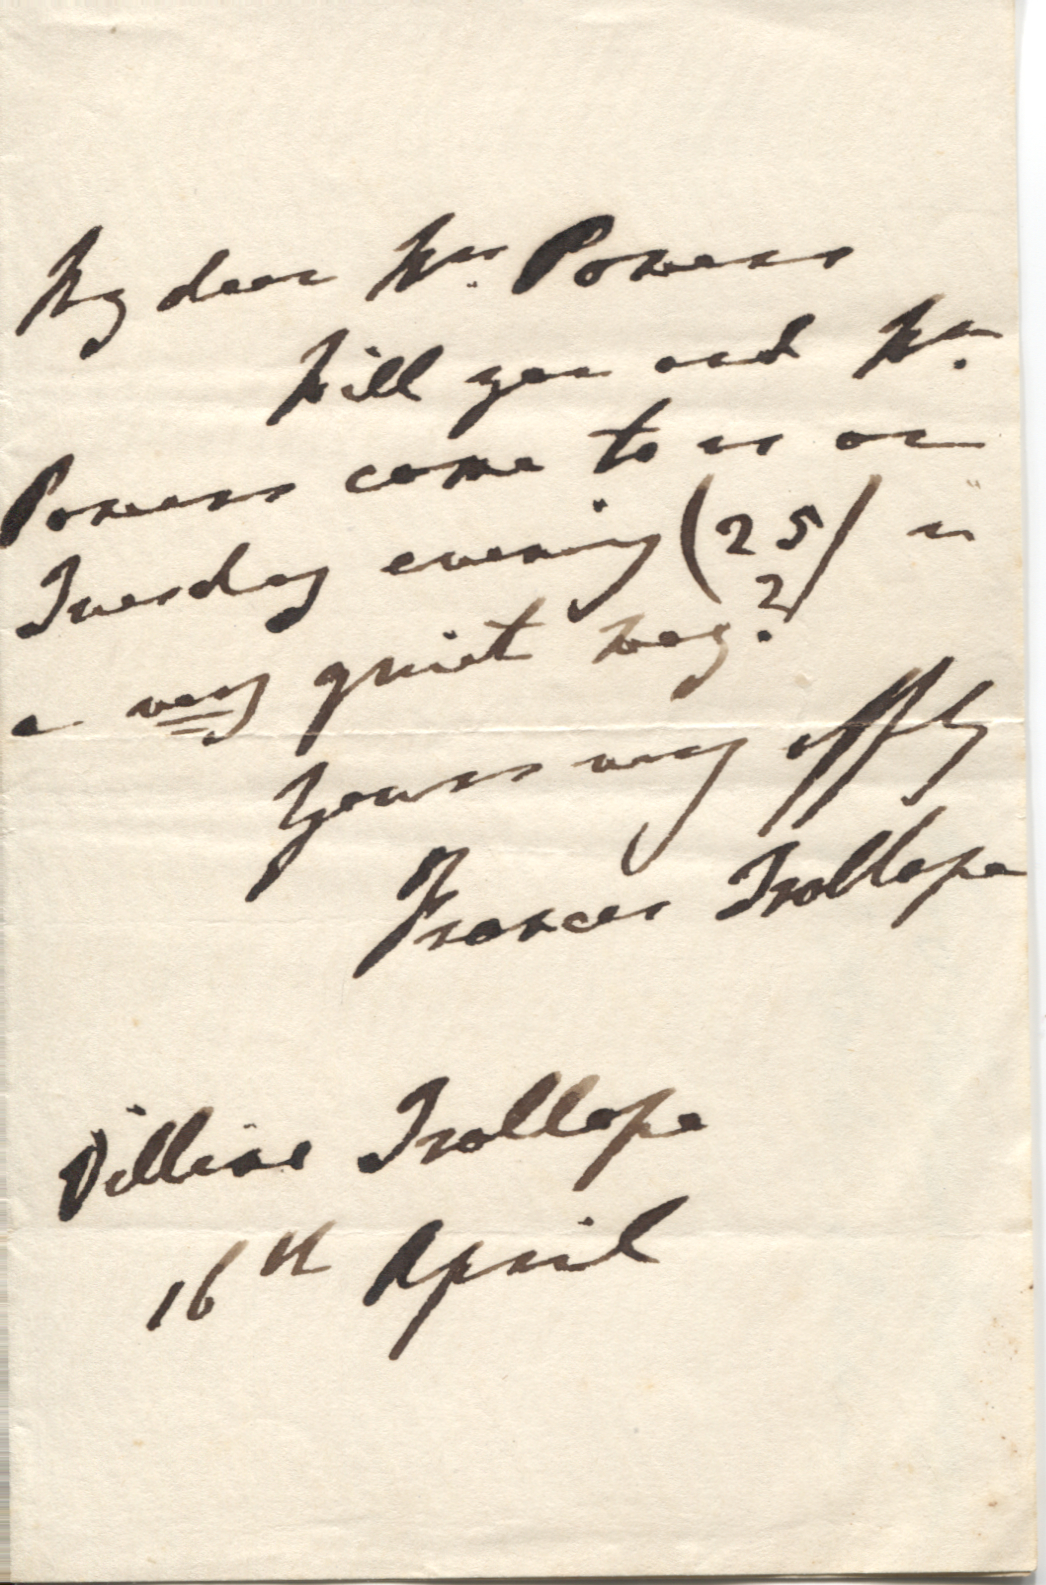 My dear Mrs. Powers
Will you and Mr.
Powers come to us on
Tuesday evening (25) in
a very quiet way?
Yours very affly
Frances Trollope
Villino Trollope
16th April